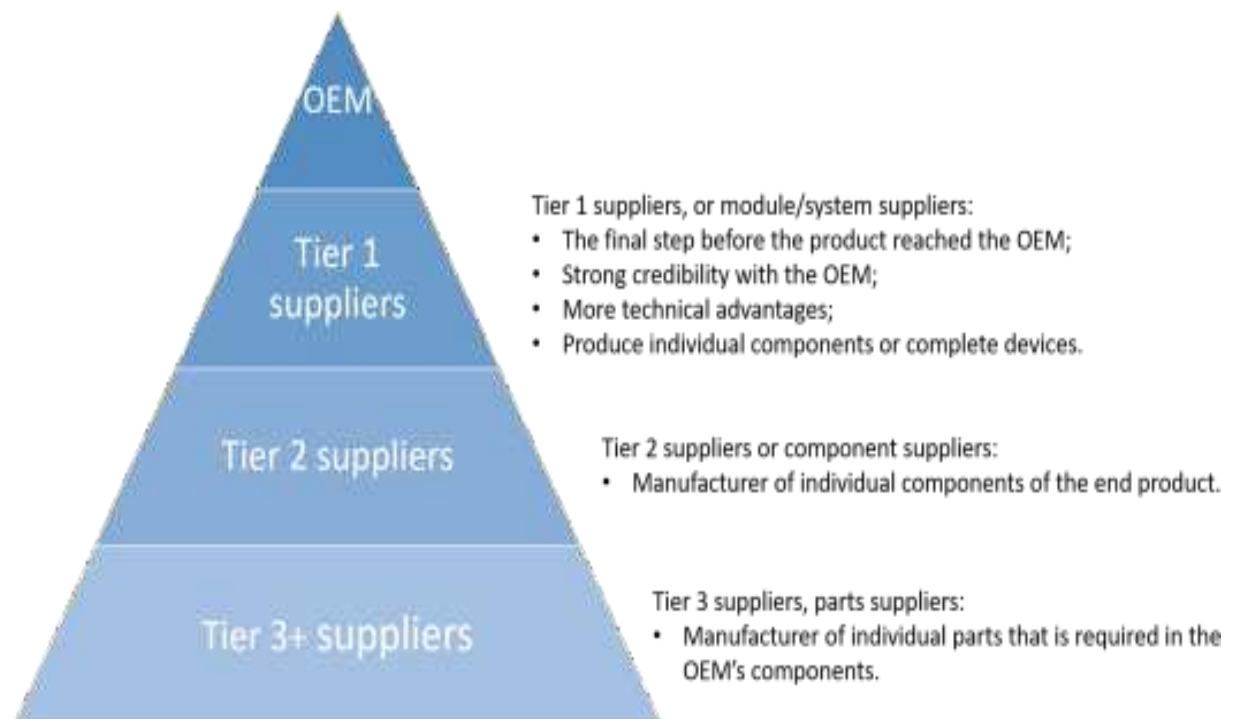 OEM
Tier 1
suppliers
Tier 1 suppliers, or module/system suppliers:
• The final step before the product reached the OEM;
• Strong credibility with the OEM;
• More technical advantages;
• Produce individual components or complete devices.
Tier 2 suppliers
Tier 2 suppliers or component suppliers:
• Manufacturer of individual components of the end product.
Tier 3+ suppliers
Tier 3 suppliers, parts suppliers:
• Manufacturer of individual parts that is required in the
OEM's components.